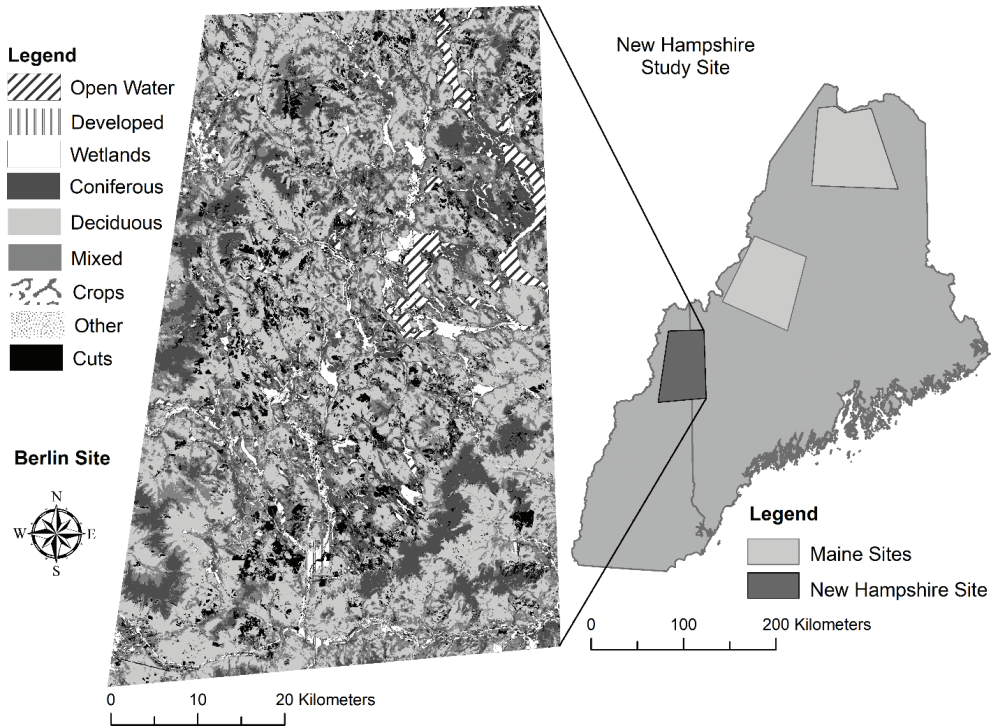 Legend
Open Water
Developed
Wetlands
Coniferous
Deciduous
Mixed
Crops
Other
Cuts
Berlin Site
N
W E
S
0 10 20 Kilometers
New Hampshire
Study Site
Legend
Maine Sites
New Hampshire Site
0 100 200 Kilometers